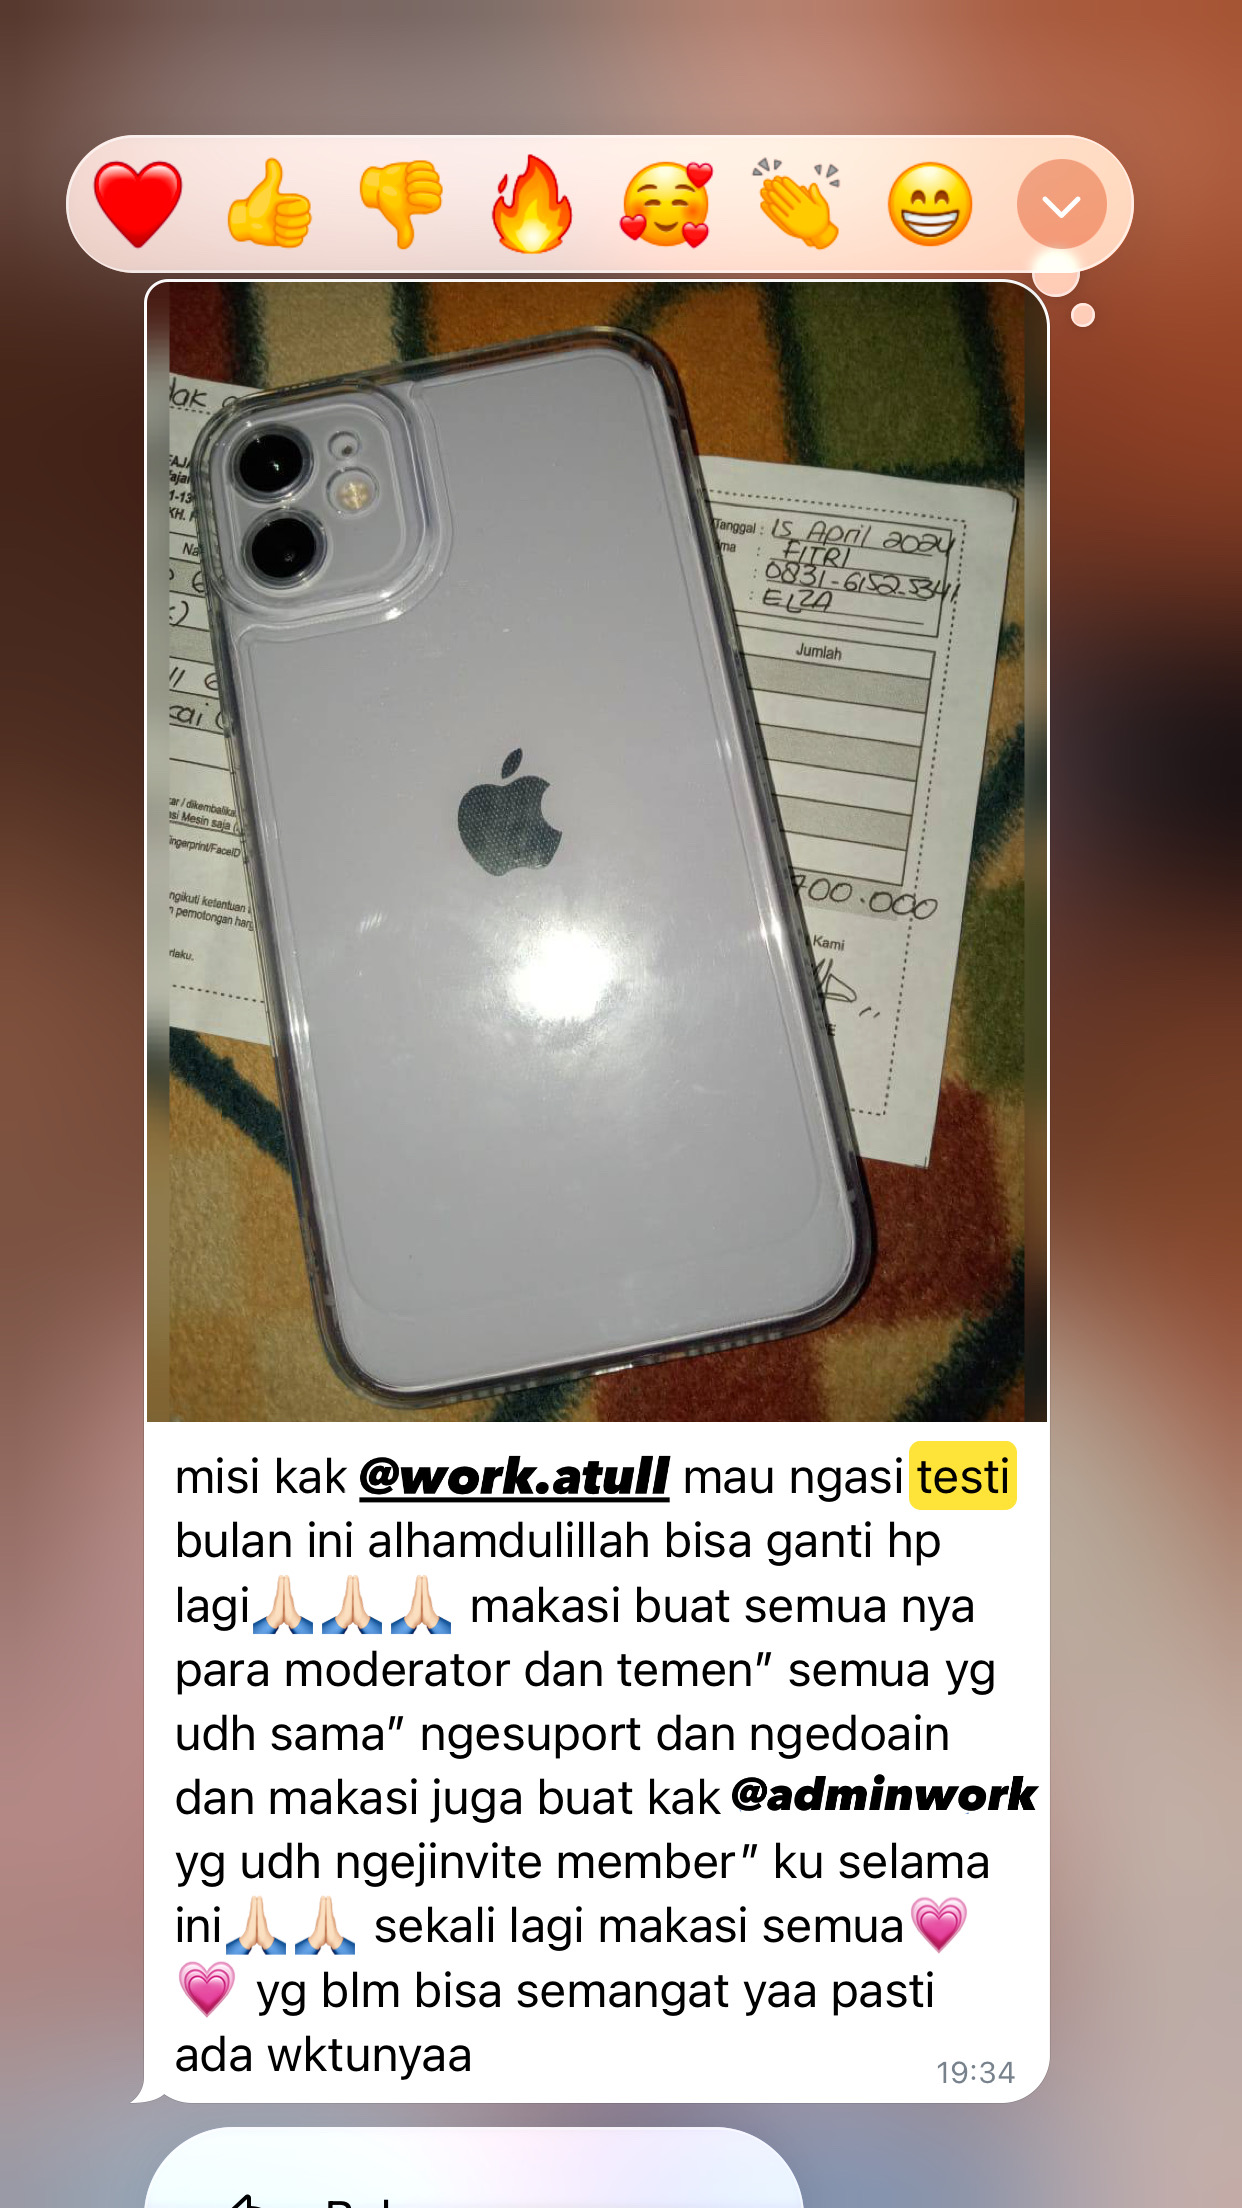 Tanggal : 15 April 2024
: FITRI
: 0831-6152-5341
: ELZA
Na
Jumlah
700.000
Kami
misi kak @work.atull mau ngasi testi
bulan ini alhamdulillah bisa ganti hp
lagi🙏🏻🙏🏻🙏🏻 makasi buat semua nya
para moderator dan temen” semua yg
udh sama” ngesuport dan ngedoain
dan makasi juga buat kak @adminwork
yg udh ngejinvite member” ku selama
ini🙏🏻🙏🏻 sekali lagi makasi semua💗
💗 yg blm bisa semangat yaa pasti
ada wktunyaa
19:34